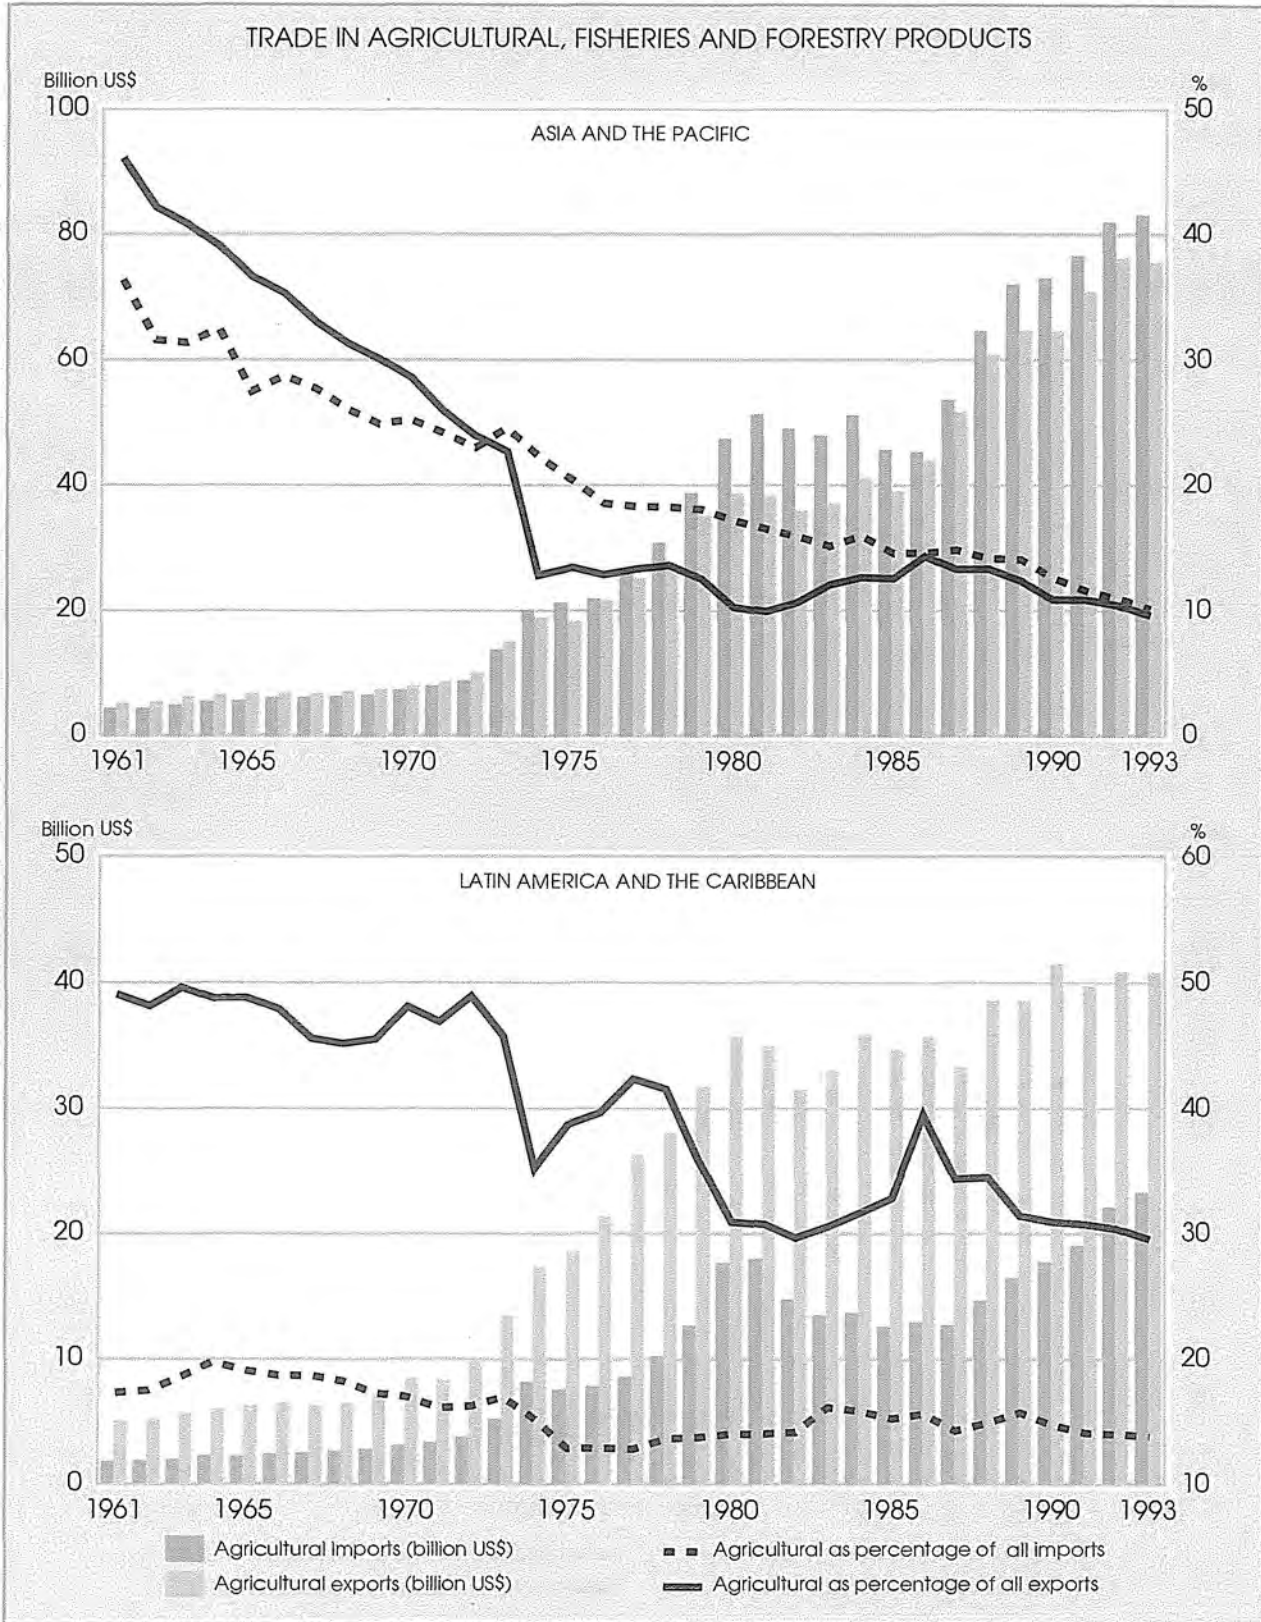 TRADE IN AGRICULTURAL, FISHERIES AND FORESTRY PRODUCTS
Billion US$ %
100 50
ASIA AND THE PACIFIC
80 40
60 30
40 20
20 10
0 0
1961 1965 1970 1975 1980 1985 1990 1993
Billion US$ %
50 60
LATIN AMERICA AND THE CARIBBEAN
40 50
30 40
20 30
10 20
0 10
1961 1965 1970 1975 1980 1985 1990 1993
Agricultural imports (billion US$) Agricultural as percentage of all imports
Agricultural exports (billion US$) Agricultural as percentage of all exports